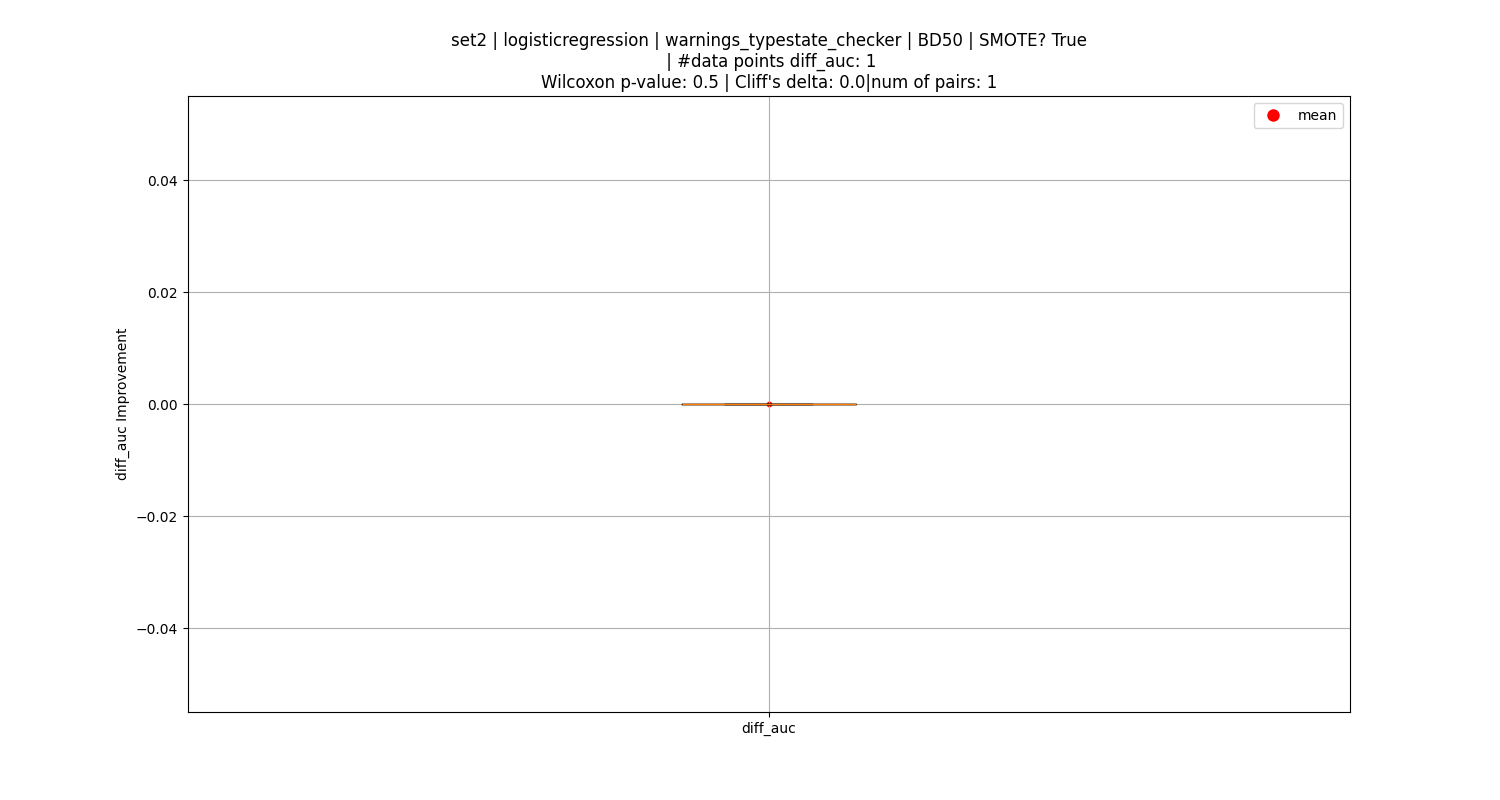 set2 | logisticregression | warnings_typestate_checker | BD50 | SMOTE? True
| #data points diff_auc: 1
Wilcoxon p-value: 0.5 | Cliff's delta: 0.0|num of pairs: 1
mean
0.04
0.02
0.00
−0.02
−0.04
diff_auc Improvement
diff_auc